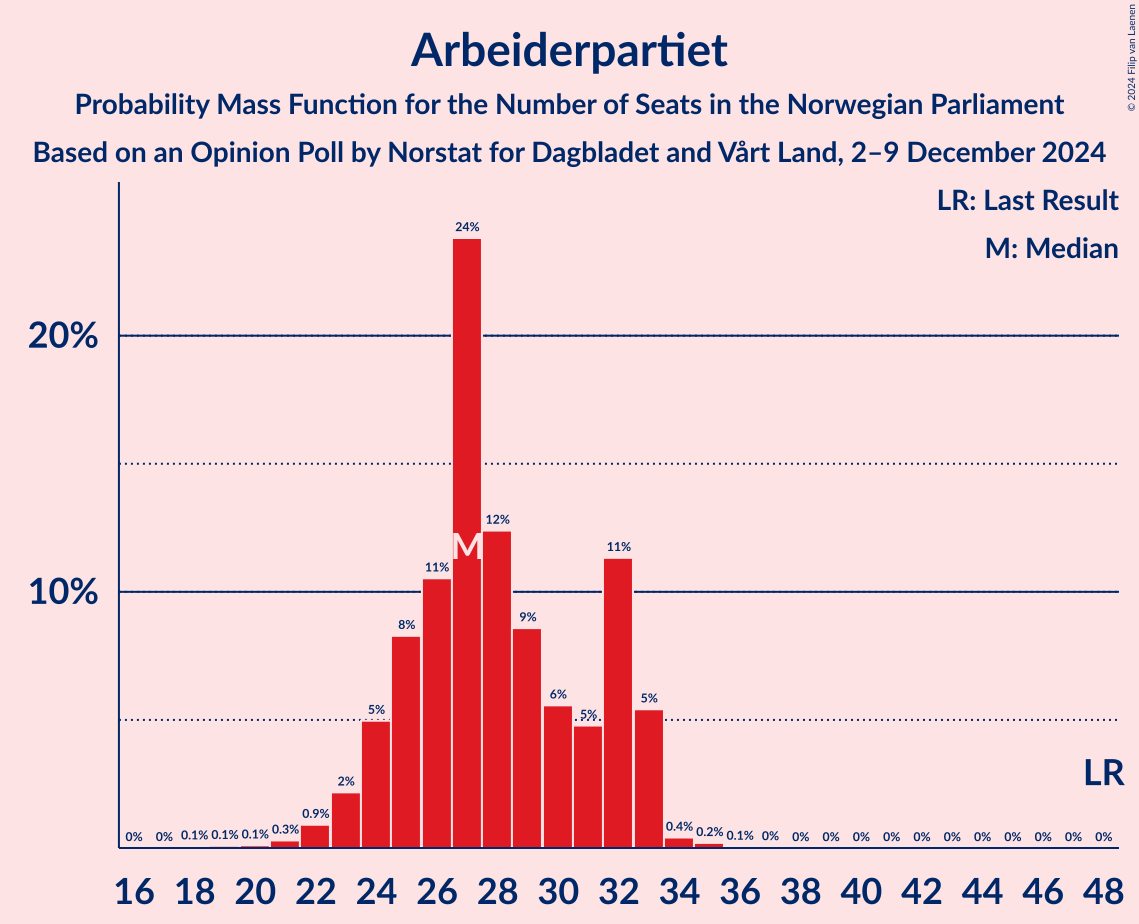 © 2024 Filip van Laenen
Arbeiderpartiet
Probability Mass Function for the Number of Seats in the Norwegian Parliament
Based on an Opinion Poll by Norstat for Dagbladet and Vårt Land, 2–9 December 2024
LR: Last Result
M: Median
24%
20%
12%
M
11%
11%
10%
9%
8%
6%
5%
5%
5%
LR
2%
0.9%
0% 0% 0.1% 0.1% 0.1% 0.3% 0.4% 0.2% 0.1% 0% 0% 0% 0% 0% 0% 0% 0% 0% 0% 0% 0%
16 18 20 22 24 26 28 30 32 34 36 38 40 42 44 46 48